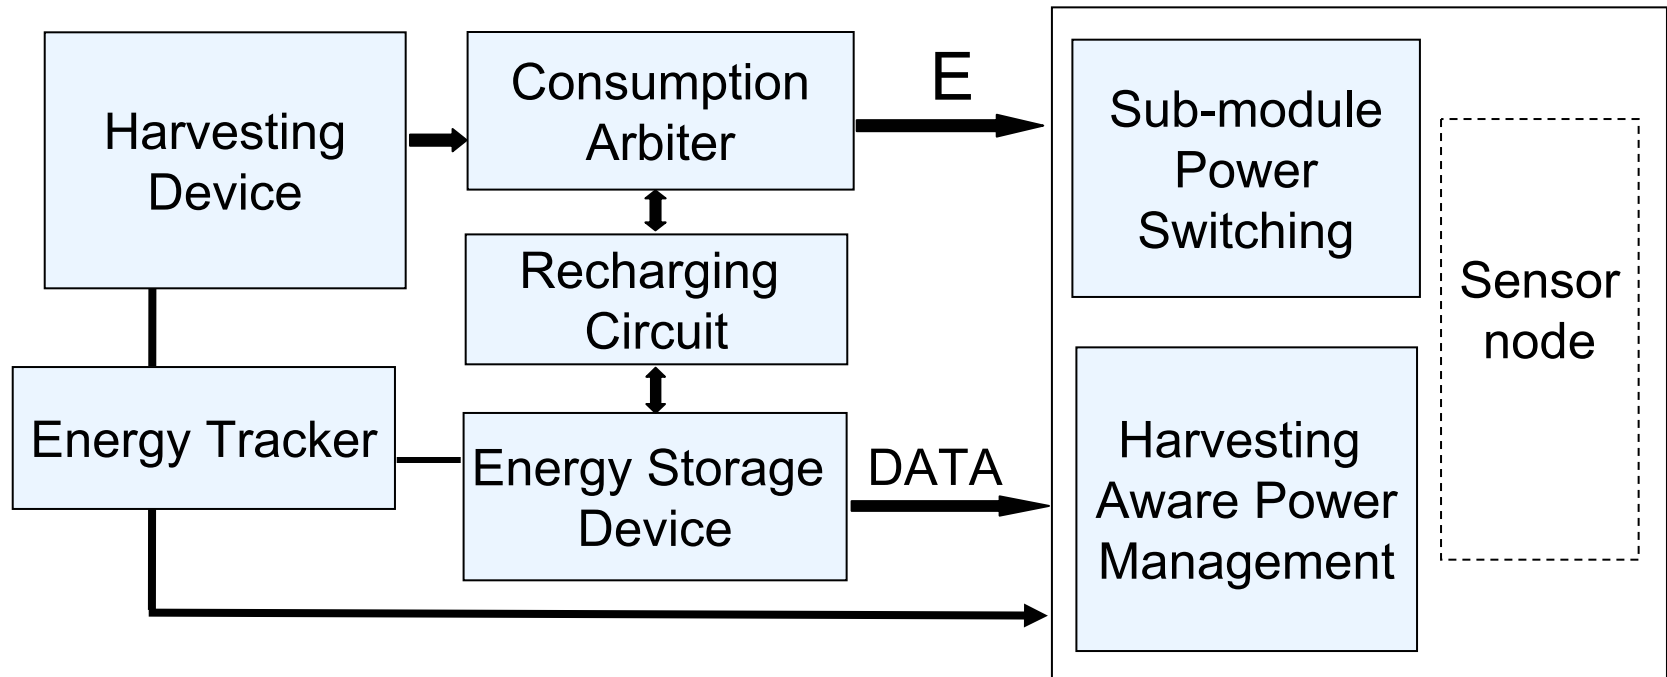 Harvesting
Device
Consumption
Arbiter
E
Sub-module
Power
Switching
Sensor
node
Recharging
Circuit
Energy Tracker
Energy Storage
Device
DATA
Harvesting
Aware Power
Management